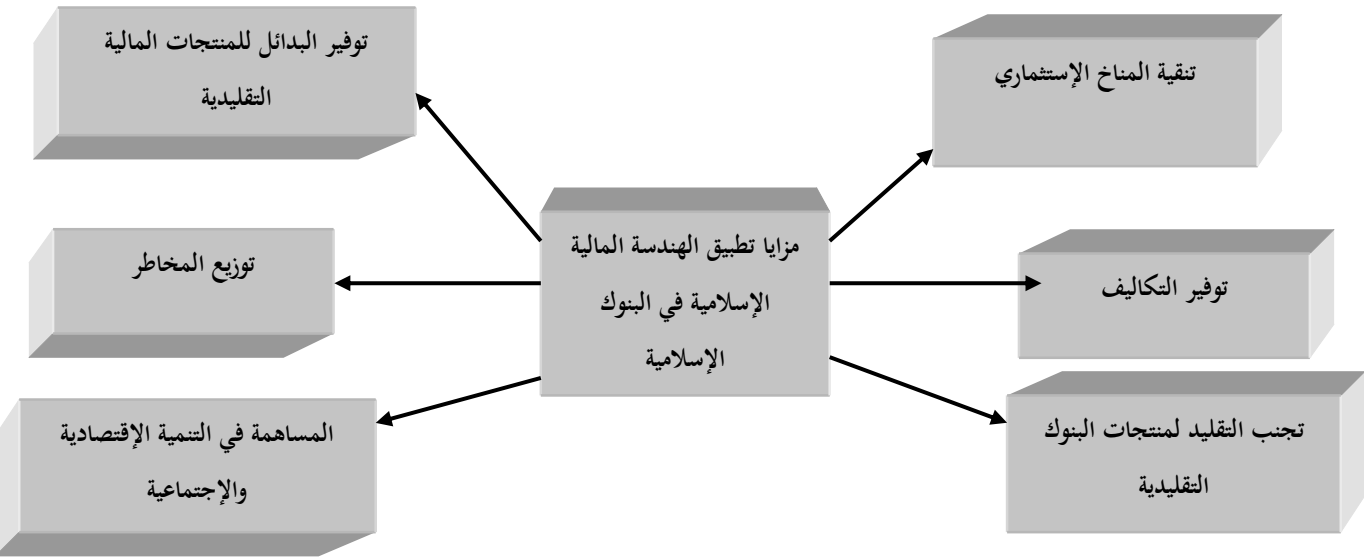 تنقية المناخ الإستثماري
توفير البدائل للمنتجات المالية
التقليدية
مزايا تطبيق الهندسة المالية
الإسلامية في البنوك
الإسلامية
توفير التكاليف
توزيع المخاطر
تجنب التقليد لمنتجات البنوك
التقليدية
المساهمة في التنمية الإقتصادية
والإجتماعية